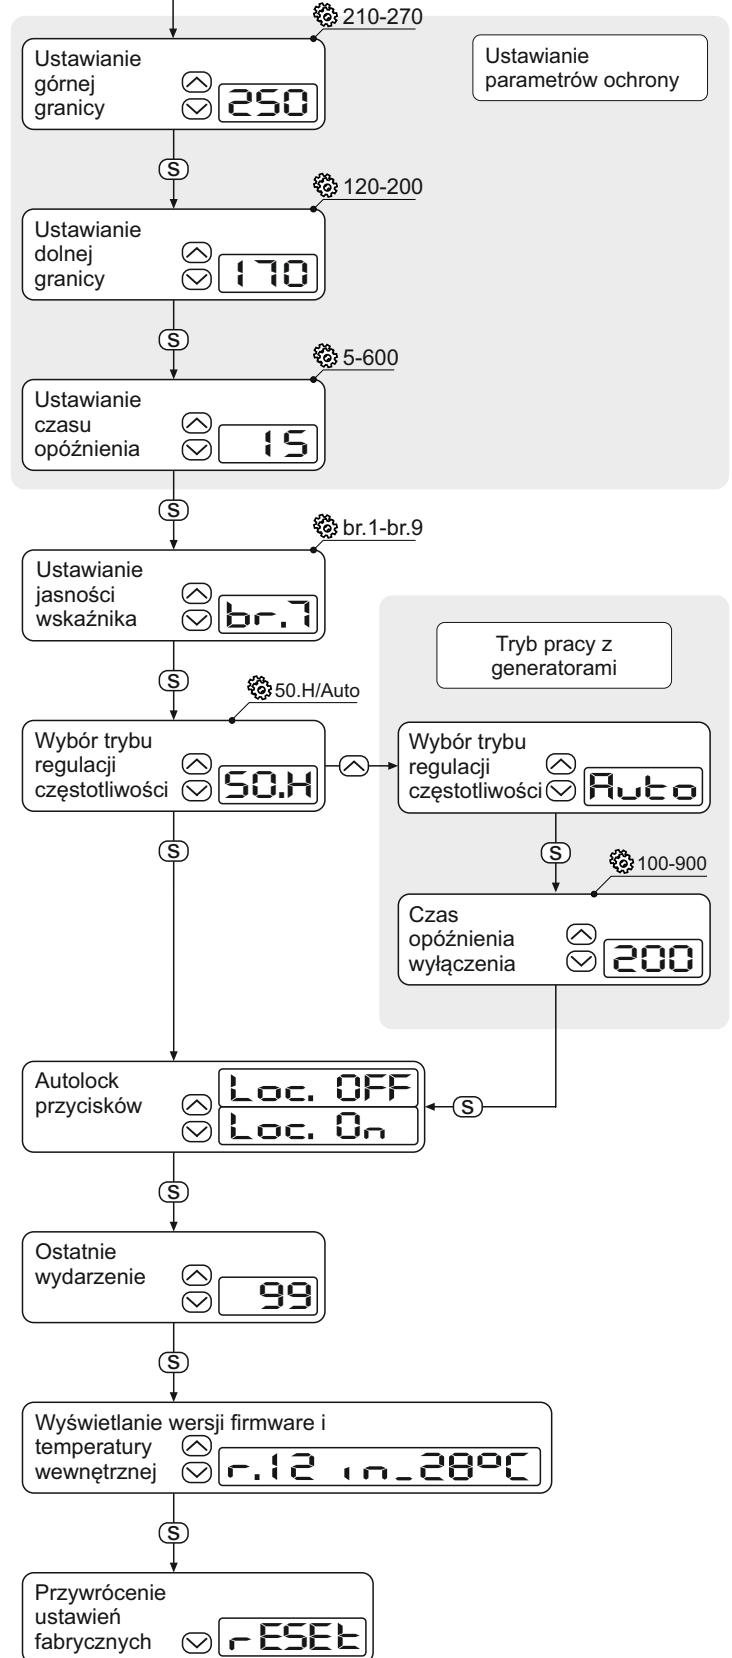 210-270
Ustawianie
górnej
granicy
250
Ustawianie
parametrów ochrony
S
120-200
Ustawianie
dolnej
granicy
170
S
5-600
Ustawianie
czasu
opóźnienia
15
S
br.1-br.9
Ustawianie
jasności
wskaźnika
br.7
S
Tryb pracy z
generatorami
50.H/Auto
Wybór trybu
regulacji
częstotliwości
50.H
Wybór trybu
regulacji
częstotliwości
Auto
S
S
100-900
Czas
opóźnienia
wyłączenia
200
Autolock
przycisków
Loc. OFF
Loc. On
S
S
Ostatnie
wydarzenie
99
S
Wyświetlanie wersji firmware i
temperatury
wewnętrznej
r.12 in_28°C
S
Przywrócenie
ustawień
fabrycznych
rESEt